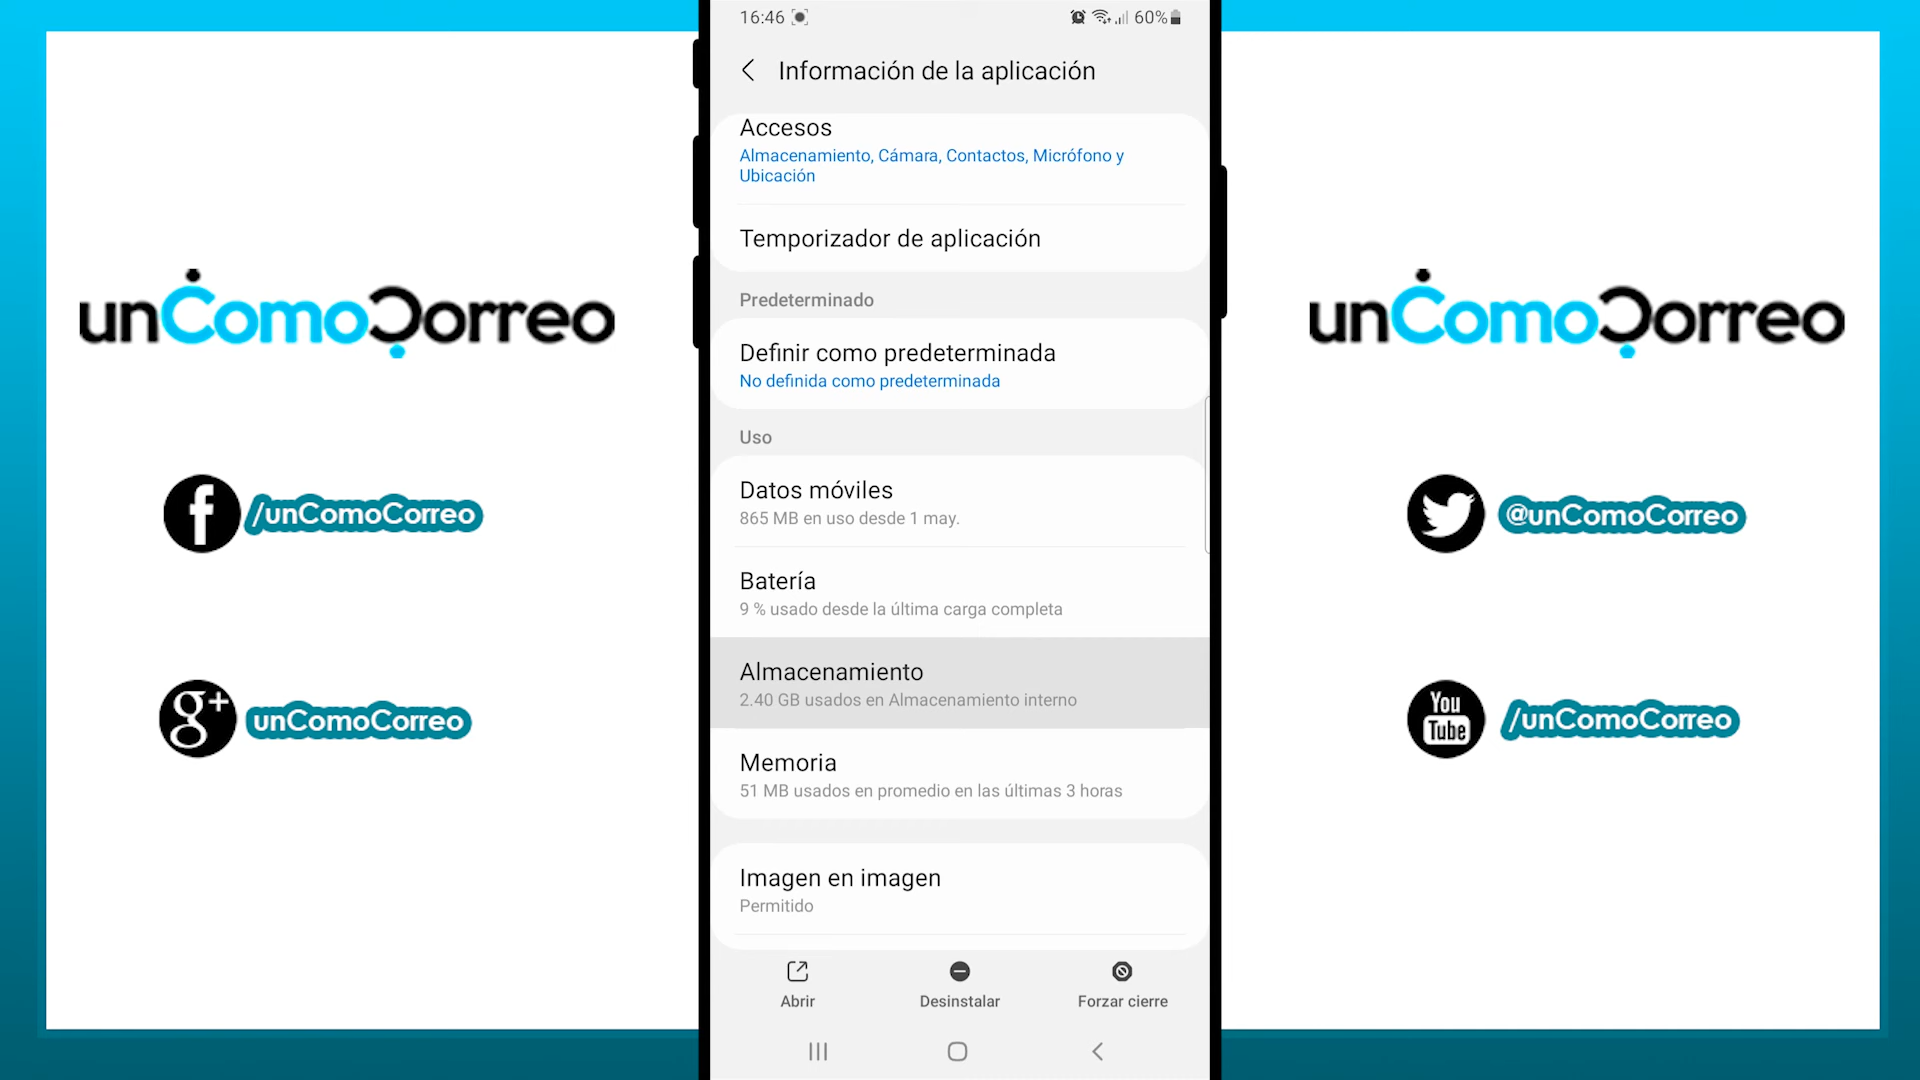 16:46
60%
Información de la aplicación
Accesos
Almacenamiento, Cámara, Contactos, Micrófono y
Ubicación
Temporizador de aplicación
Predeterminado
Definir como predeterminada
No definida como predeterminada
Uso
Datos móviles
865 MB en uso desde 1 may.
Batería
9 % usado desde la última carga completa
Almacenamiento
2.40 GB usados en Almacenamiento interno
Memoria
51 MB usados en promedio en las últimas 3 horas
Imagen en imagen
Permitido
Abrir
Desinstalar
Forzar cierre
unComoCorreo
f
/unComoCorreo
g+
unComoCorreo
unComoCorreo
@unComoCorreo
You
Tube
/unComoCorreo